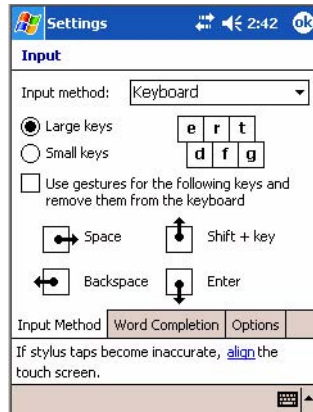 Settings 2:42 ok
Input
Input method: Keyboard
Large keys
e r t
Small keys
d f g
Use gestures for the following keys and
remove them from the keyboard
Space Shift + key
Backspace Enter
Input Method Word Completion Options
If stylus taps become inaccurate, align the
touch screen.